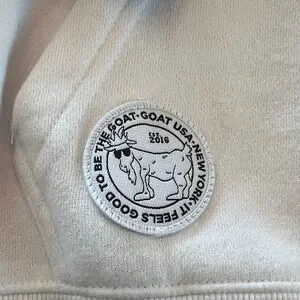 GOAT USA • NEW YORK • IT FEELS GOOD TO BE THE GOAT •
EST.
2016